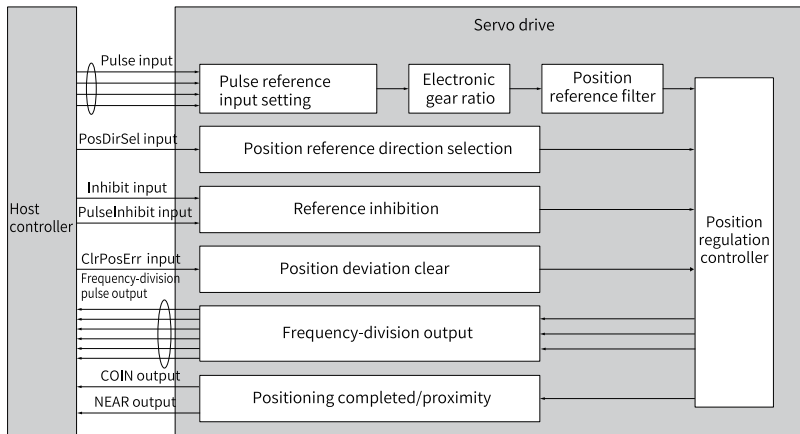 Servo drive
Pulse input
Pulse reference
input setting
Electronic
gear ratio
Position
reference filter
PosDirSel input
Position reference direction selection
Inhibit input
PulseInhibit input
Reference inhibition
Host
controller
Position
regulation
controller
ClrPosErr input
Position deviation clear
Frequency-division
pulse output
Frequency-division output
COIN output
Positioning completed/proximity
NEAR output